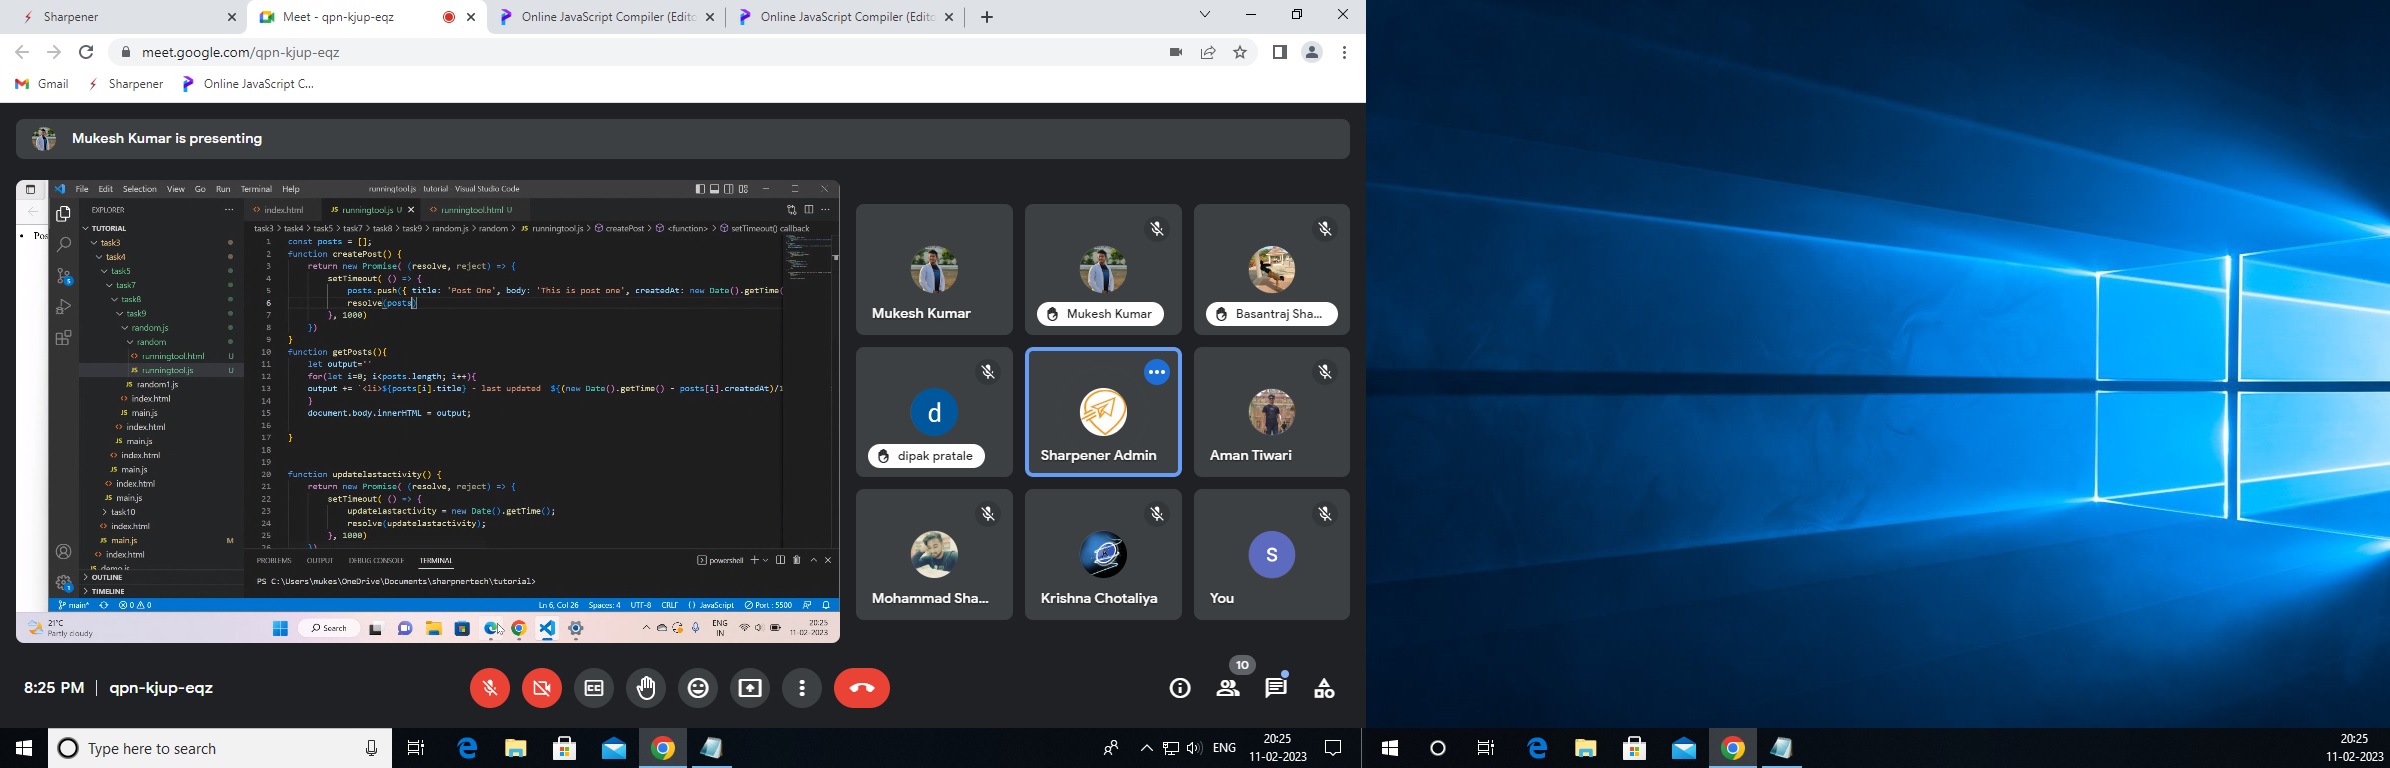 Sharpener
Meet - qpn-kjup-eqz
Online JavaScript Compiler (Edito
Online JavaScript Compiler (Edito
meet.google.com/qpn-kjup-eqz
Gmail
Sharpener
Online JavaScript C...
Mukesh Kumar is presenting
File Edit Selection View Go Run Terminal Help
runningtool.js - tutorial - Visual Studio Code
EXPLORER
index.html
runningtool.js U
runningtool.html U
TUTORIAL
task3 > task4 > task5 > task7 > task8 > task9 > random.js > random > JS runningtool.js > createPost > <function> > setTimeout() callback
task3
task4
task5
task7
task8
task9
random.js
random
runningtool.html U
JS runningtool.js U
JS random1.js
index.html
JS main.js
index.html
JS main.js
index.html
JS main.js
index.html
JS main.js
task10
index.html
JS main.js M
index.html
JS demo.js
OUTLINE
TIMELINE
1 const posts = [];
2 function createPost() {
3 return new Promise( (resolve, reject) => {
4 setTimeout( () => {
5 posts.push({ title: 'Post One', body: 'This is post one', createdAt: new Date().getTime(
6 resolve(posts)
7 }, 1000)
8 })
9 }
10 function getPosts(){
11 let output=''
12 for(let i=0; i<posts.length; i++){
13 output += `<li>${posts[i].title} - last updated ${(new Date().getTime() - posts[i].createdAt)/1
14 }
15 document.body.innerHTML = output;
16
17 }
18
19
20 function updatelastactivity() {
21 return new Promise( (resolve, reject) => {
22 setTimeout( () => {
23 updatelastactivity = new Date().getTime();
24 resolve(updatelastactivity);
25 }, 1000)
26 })
PROBLEMS OUTPUT DEBUG CONSOLE TERMINAL
powershell
PS C:\Users\mukes\OneDrive\Documents\sharpnertech\tutorial>
main* 0 0
Ln 6, Col 26 Spaces: 4 UTF-8 CRLF {} JavaScript Port : 5500
21°C
Partly cloudy
Search
ENG
IN
20:25
11-02-2023
Mukesh Kumar
Mukesh Kumar
Basantraj Sha...
d
dipak pratale
Sharpener Admin
Aman Tiwari
Mohammad Sha...
Krishna Chotaliya
S
You
8:25 PM | qpn-kjup-eqz
10
Type here to search
ENG
20:25
11-02-2023
20:25
11-02-2023